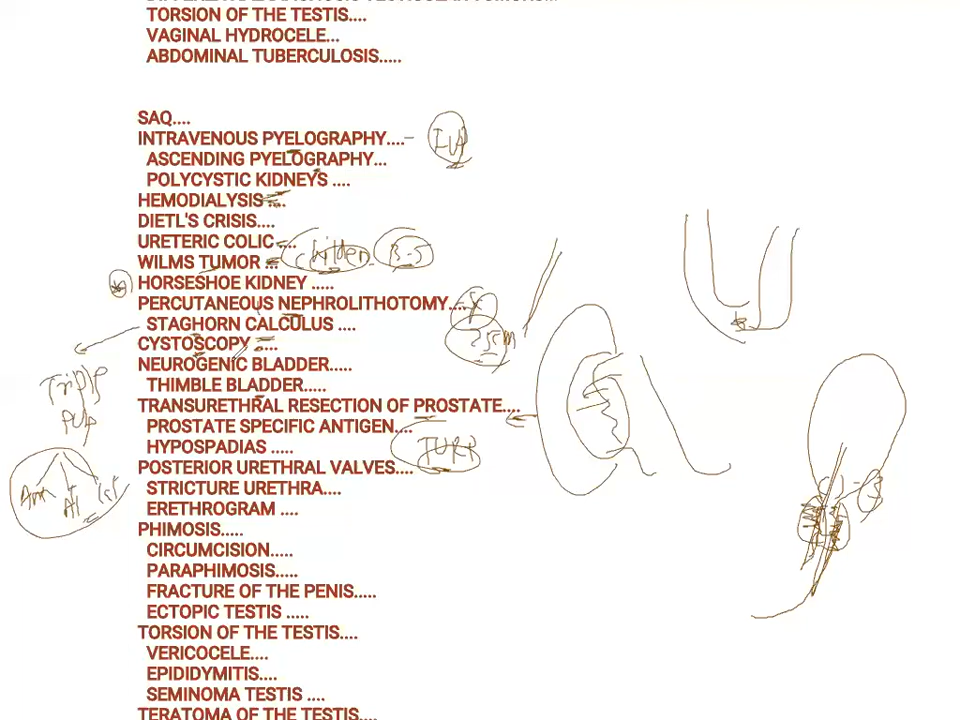 TORSION OF THE TESTIS....
VAGINAL HYDROCELE...
ABDOMINAL TUBERCULOSIS.....
SAQ....
INTRAVENOUS PYELOGRAPHY.... IVP
ASCENDING PYELOGRAPHY...
POLYCYSTIC KIDNEYS ....
HEMODIALYSIS ....
DIETL'S CRISIS....
URETERIC COLIC ....
WILMS TUMOR ... children 3-5
HORSESHOE KIDNEY .....
PERCUTANEOUS NEPHROLITHOTOMY....
STAGHORN CALCULUS ....
CYSTOSCOPY ....
NEUROGENIC BLADDER.....
THIMBLE BLADDER.....
TRANSURETHRAL RESECTION OF PROSTATE....
PROSTATE SPECIFIC ANTIGEN....
HYPOSPADIAS ..... TURP
POSTERIOR URETHRAL VALVES....
STRICTURE URETHRA....
ERETHROGRAM ....
PHIMOSIS.....
CIRCUMCISION.....
PARAPHIMOSIS.....
FRACTURE OF THE PENIS.....
ECTOPIC TESTIS .....
TORSION OF THE TESTIS....
VERICOCELE....
EPIDIDYMITIS....
SEMINOMA TESTIS ....
TERATOMA OF THE TESTIS....
Triple